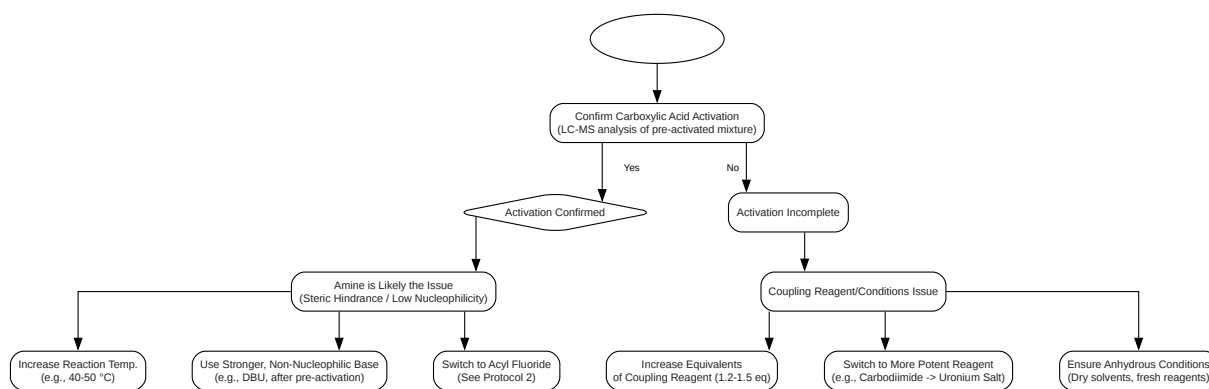 Confirm Carboxylic Acid Activation
(LC-MS analysis of pre-activated mixture)
Yes
No
Activation Confirmed
Activation Incomplete
Amine is Likely the Issue
(Steric Hindrance / Low Nucleophilicity)
Coupling Reagent/Conditions Issue
Increase Reaction Temp.
(e.g., 40-50 °C)
Use Stronger, Non-Nucleophilic Base
(e.g., DBU, after pre-activation)
Switch to Acyl Fluoride
(See Protocol 2)
Increase Equivalents
of Coupling Reagent (1.2-1.5 eq)
Switch to More Potent Reagent
(e.g., Carbodiimide -> Uronium Salt)
Ensure Anhydrous Conditions
(Dry solvents, fresh reagents)